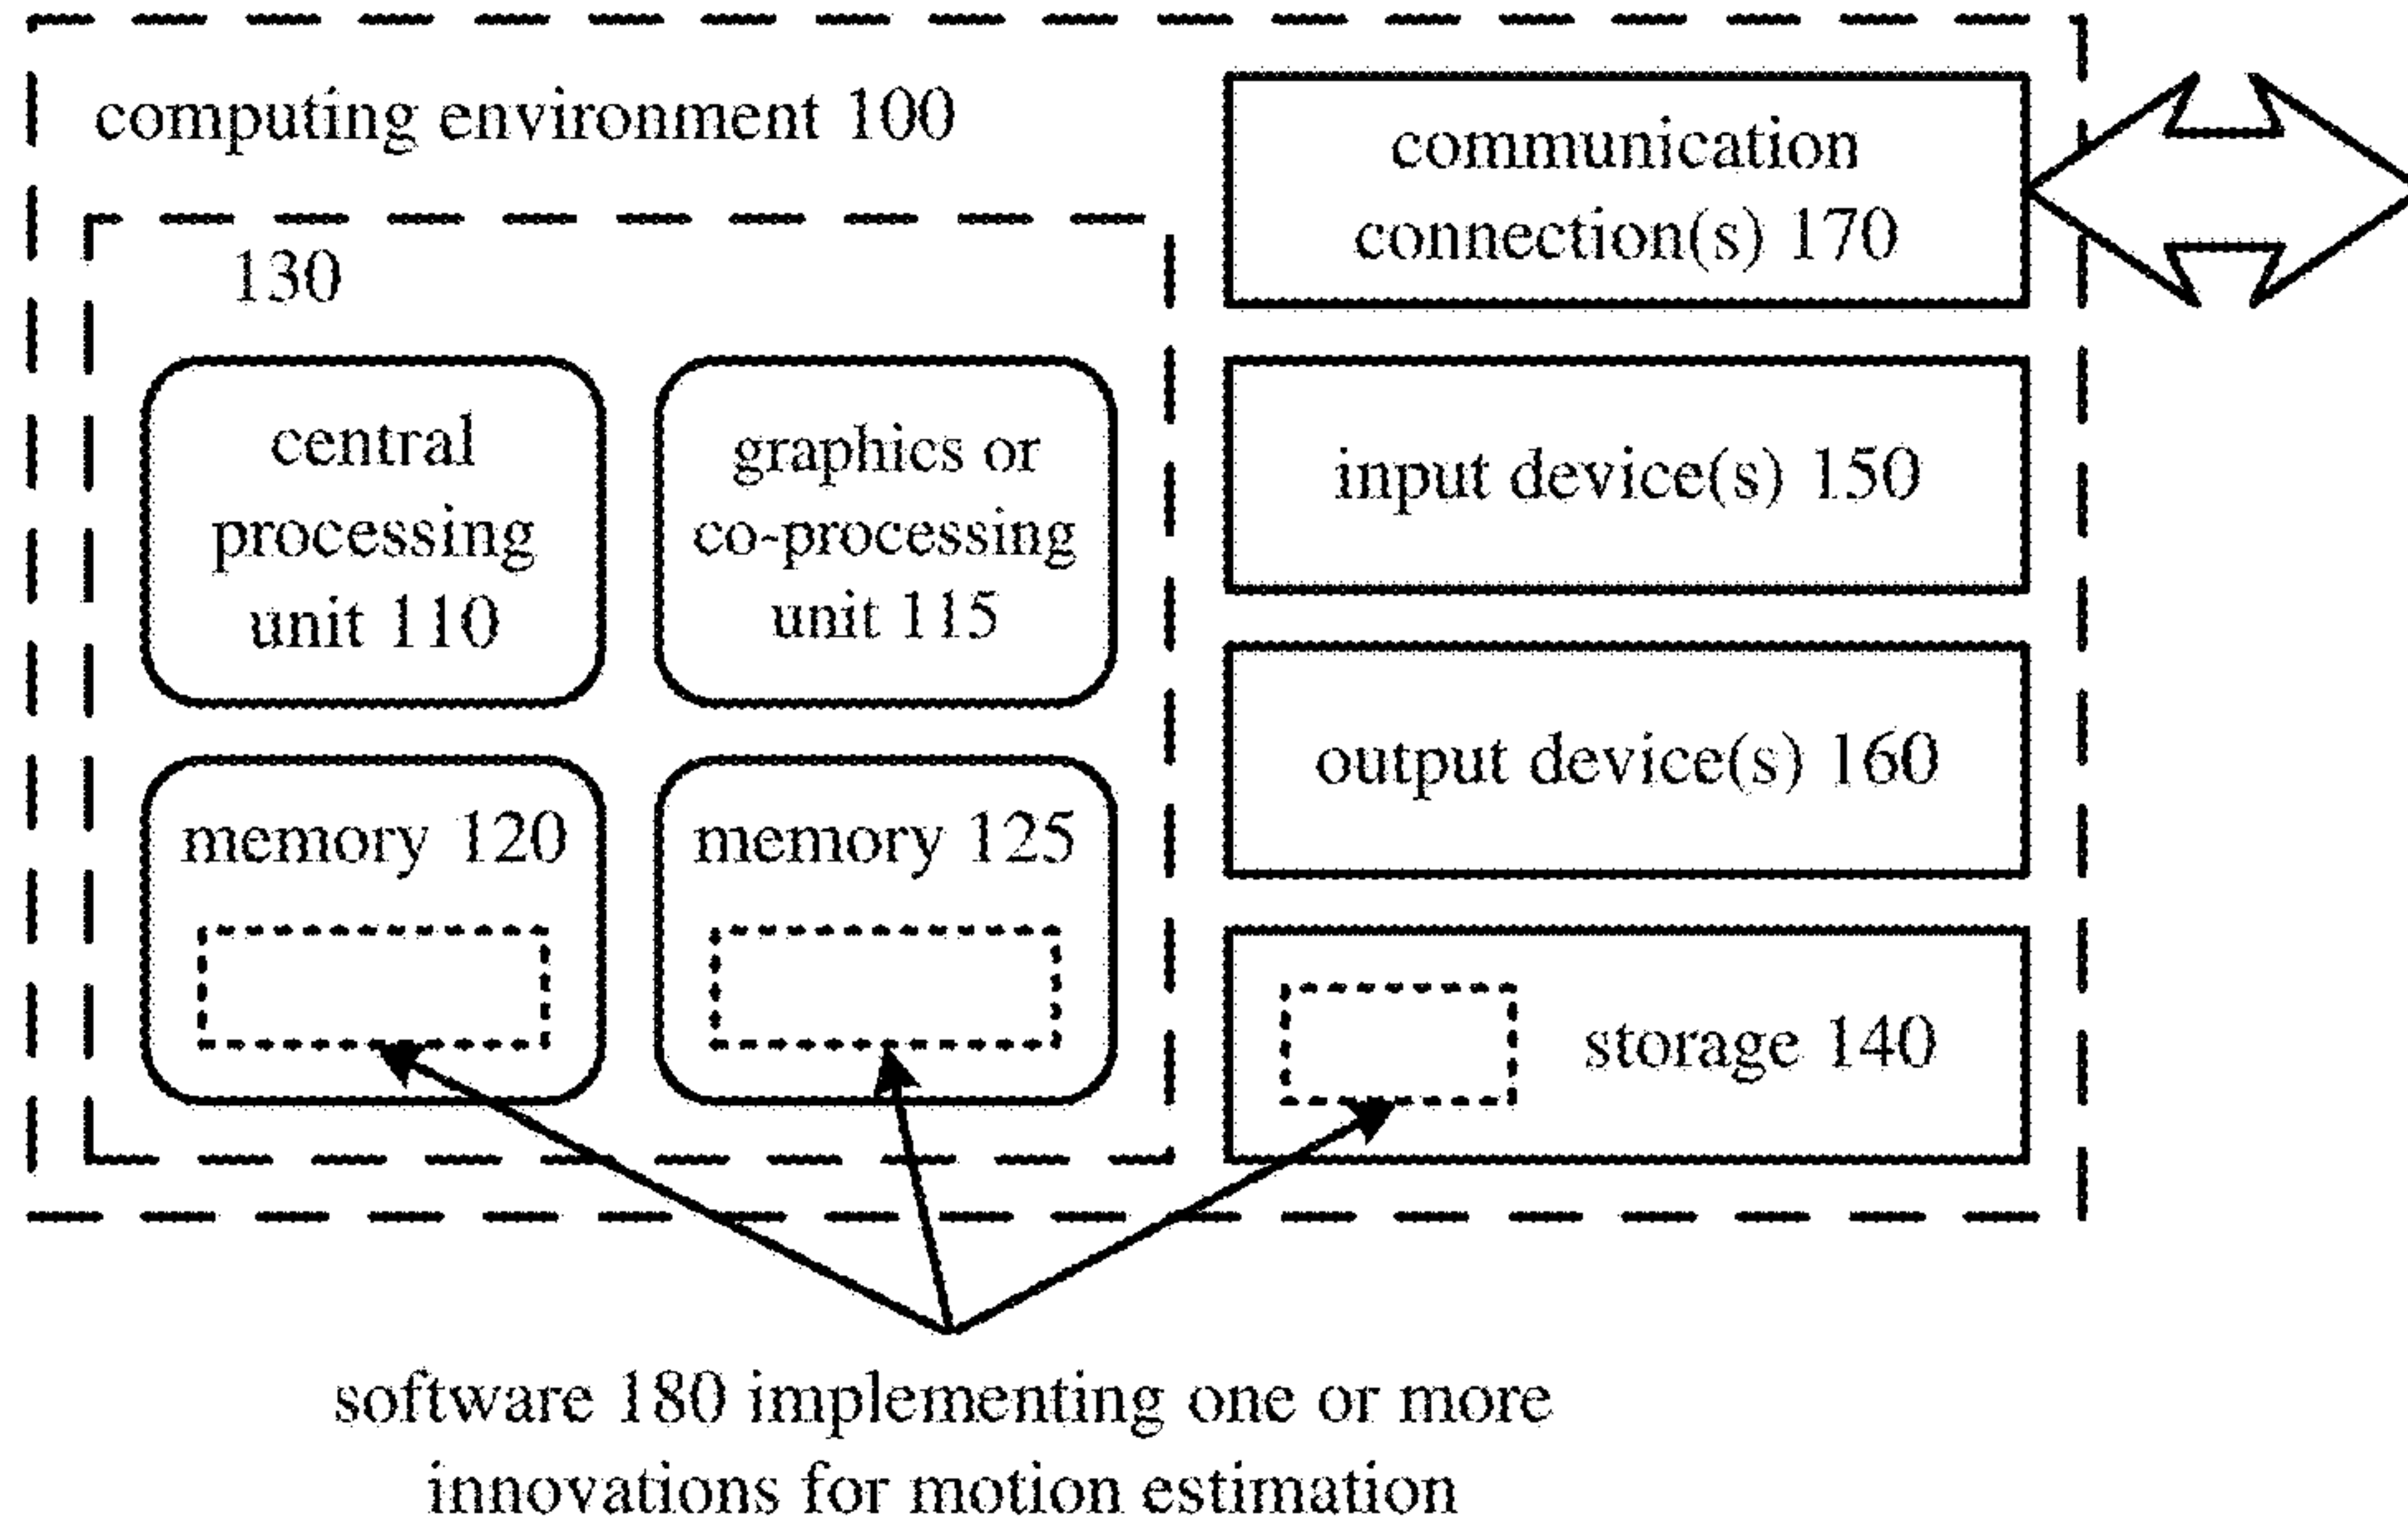 computing environment 100
130
central
processing
unit 110
graphics or
co-processing
unit 115
memory 120
memory 125
communication
connection(s) 170
input device(s) 150
output device(s) 160
storage 140
software 180 implementing one or more
innovations for motion estimation